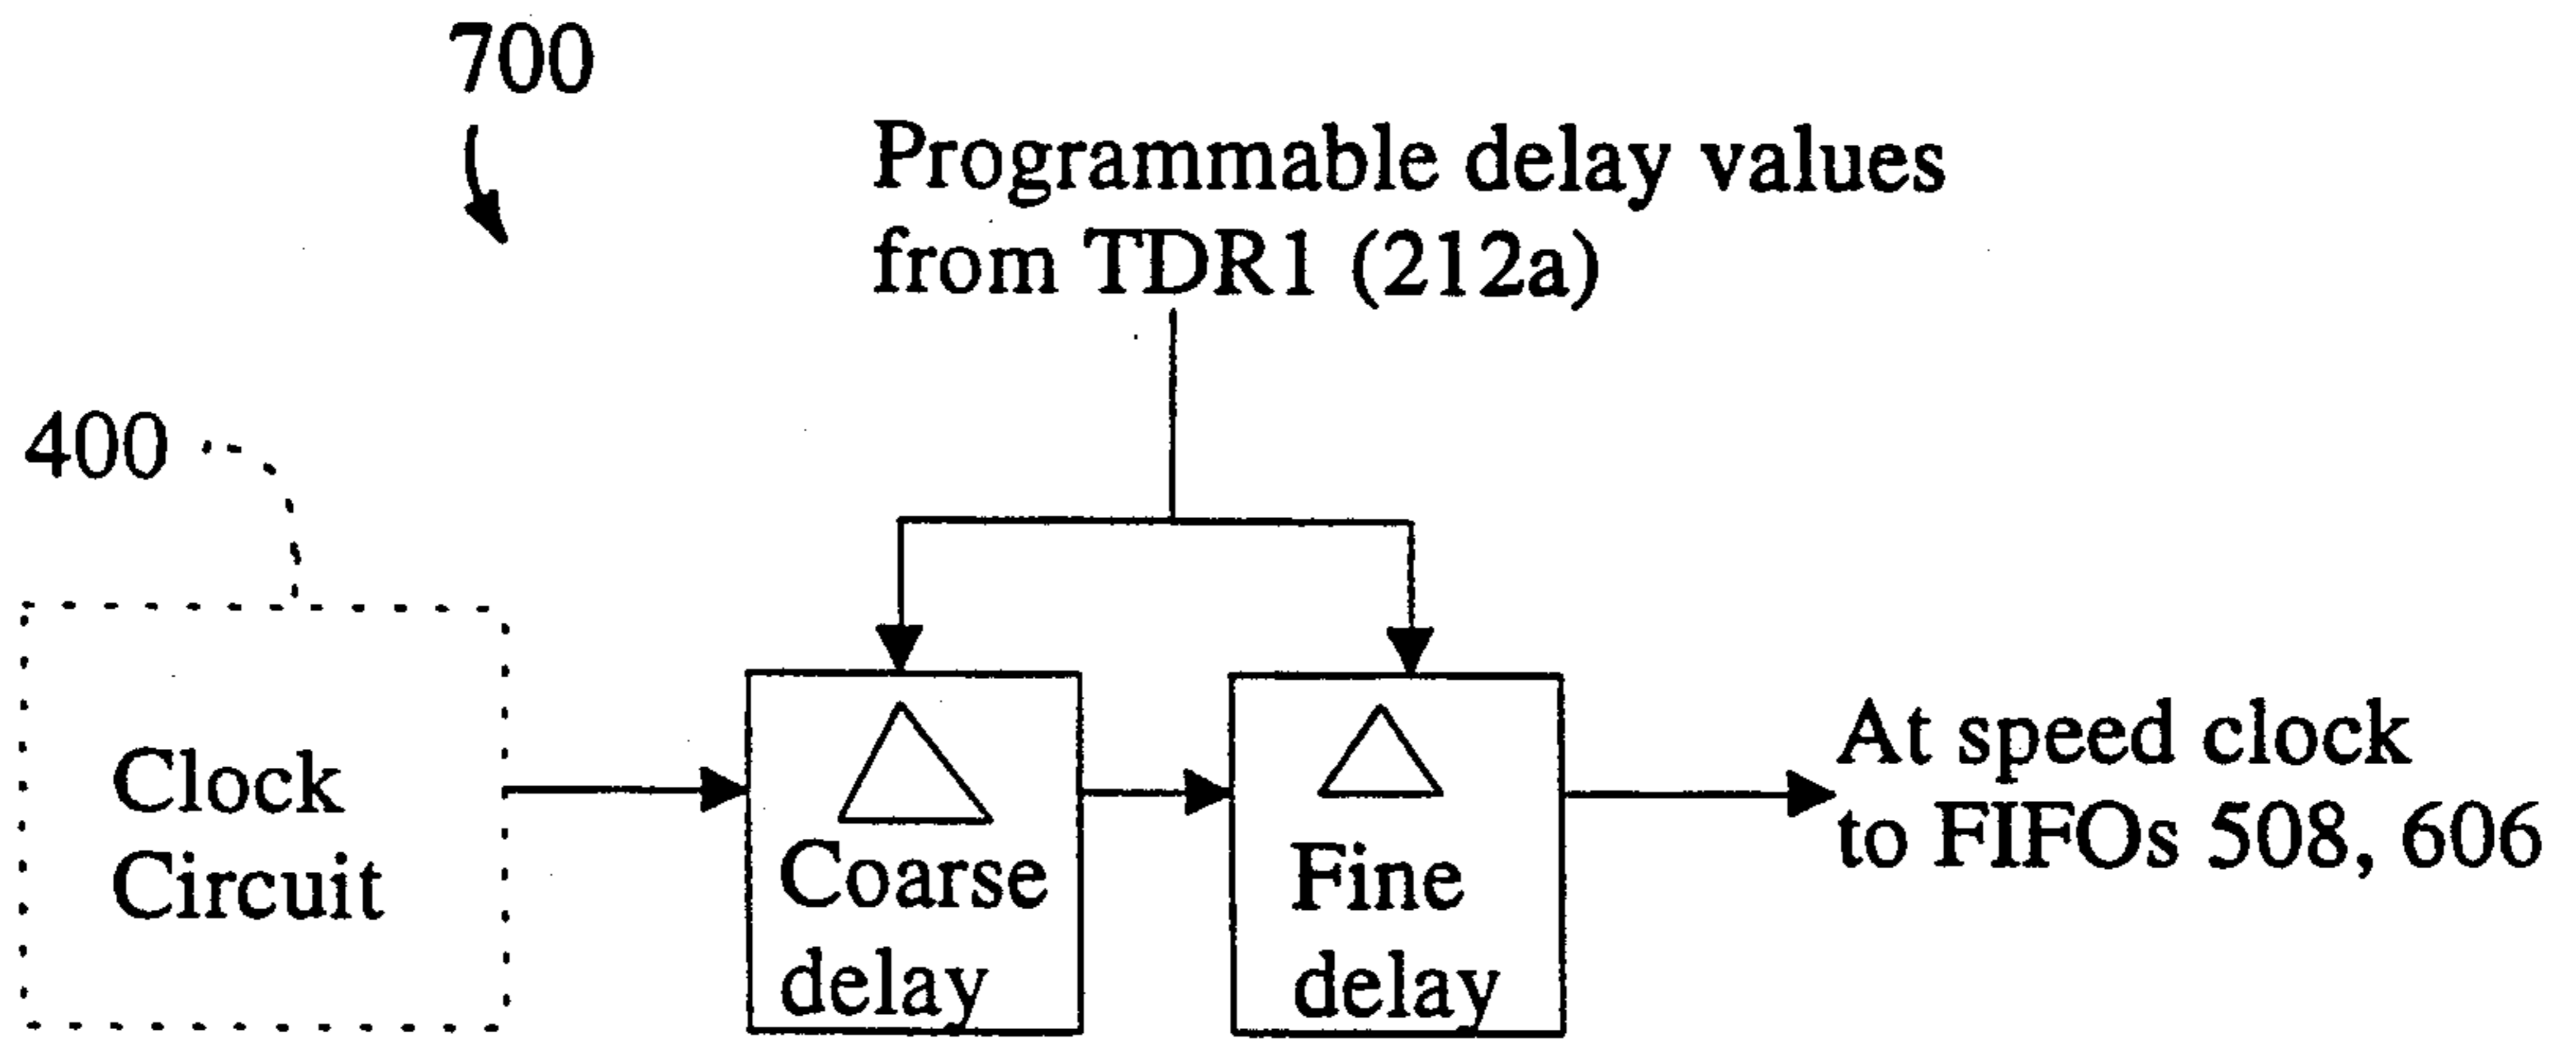 700
Programmable delay values
from TDR1 (212a)
400
Clock
Circuit
Coarse
delay
Fine
delay
At speed clock
to FIFOs 508, 606